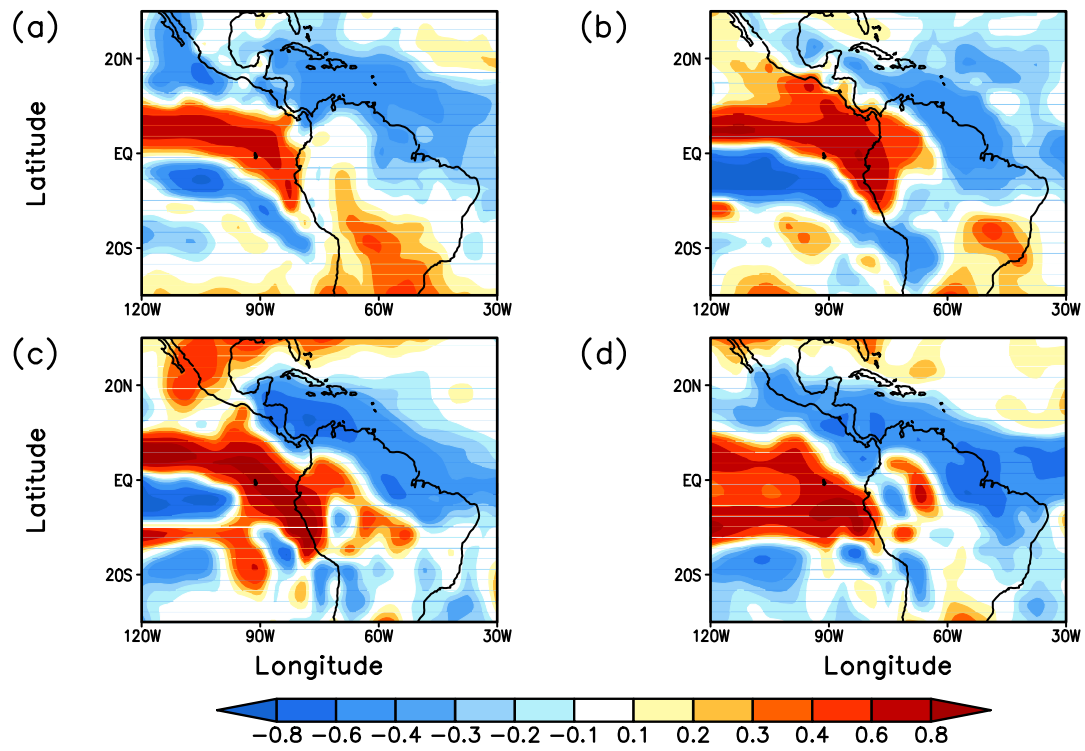 (a) (b)
Latitude 20N EQ 20S 20N EQ 20S
120W 90W 60W 30W 120W 90W 60W 30W
(c) (d)
Latitude 20N EQ 20S 20N EQ 20S
120W 90W 60W 30W 120W 90W 60W 30W
Longitude Longitude
−0.8 −0.6 −0.4 −0.3 −0.2 −0.1 0.1 0.2 0.3 0.4 0.6 0.8